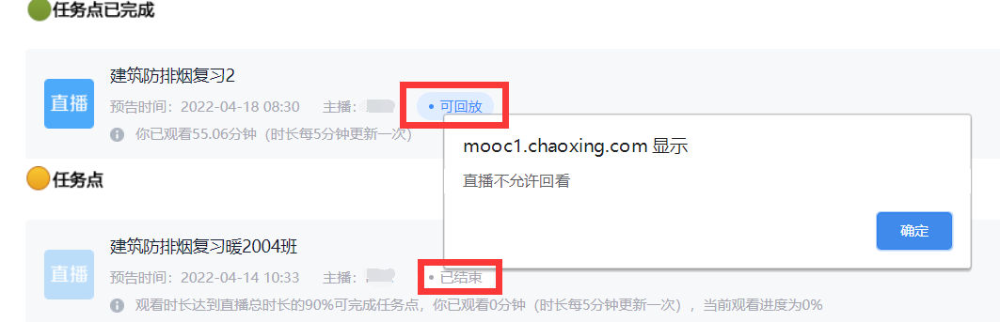 任务点已完成
直播
建筑防排烟复习2
预告时间：2022-04-18 08:30 主播： 可回放
你已观看55.06分钟（时长每5分钟更新一次）
mooc1.chaoxing.com 显示
直播不允许回看
确定
任务点
直播
建筑防排烟复习暖2004班
预告时间：2022-04-14 10:33 主播： 已结束
观看时长达到直播总时长的90%可完成任务点，你已观看0分钟（时长每5分钟更新一次），当前观看进度为0%